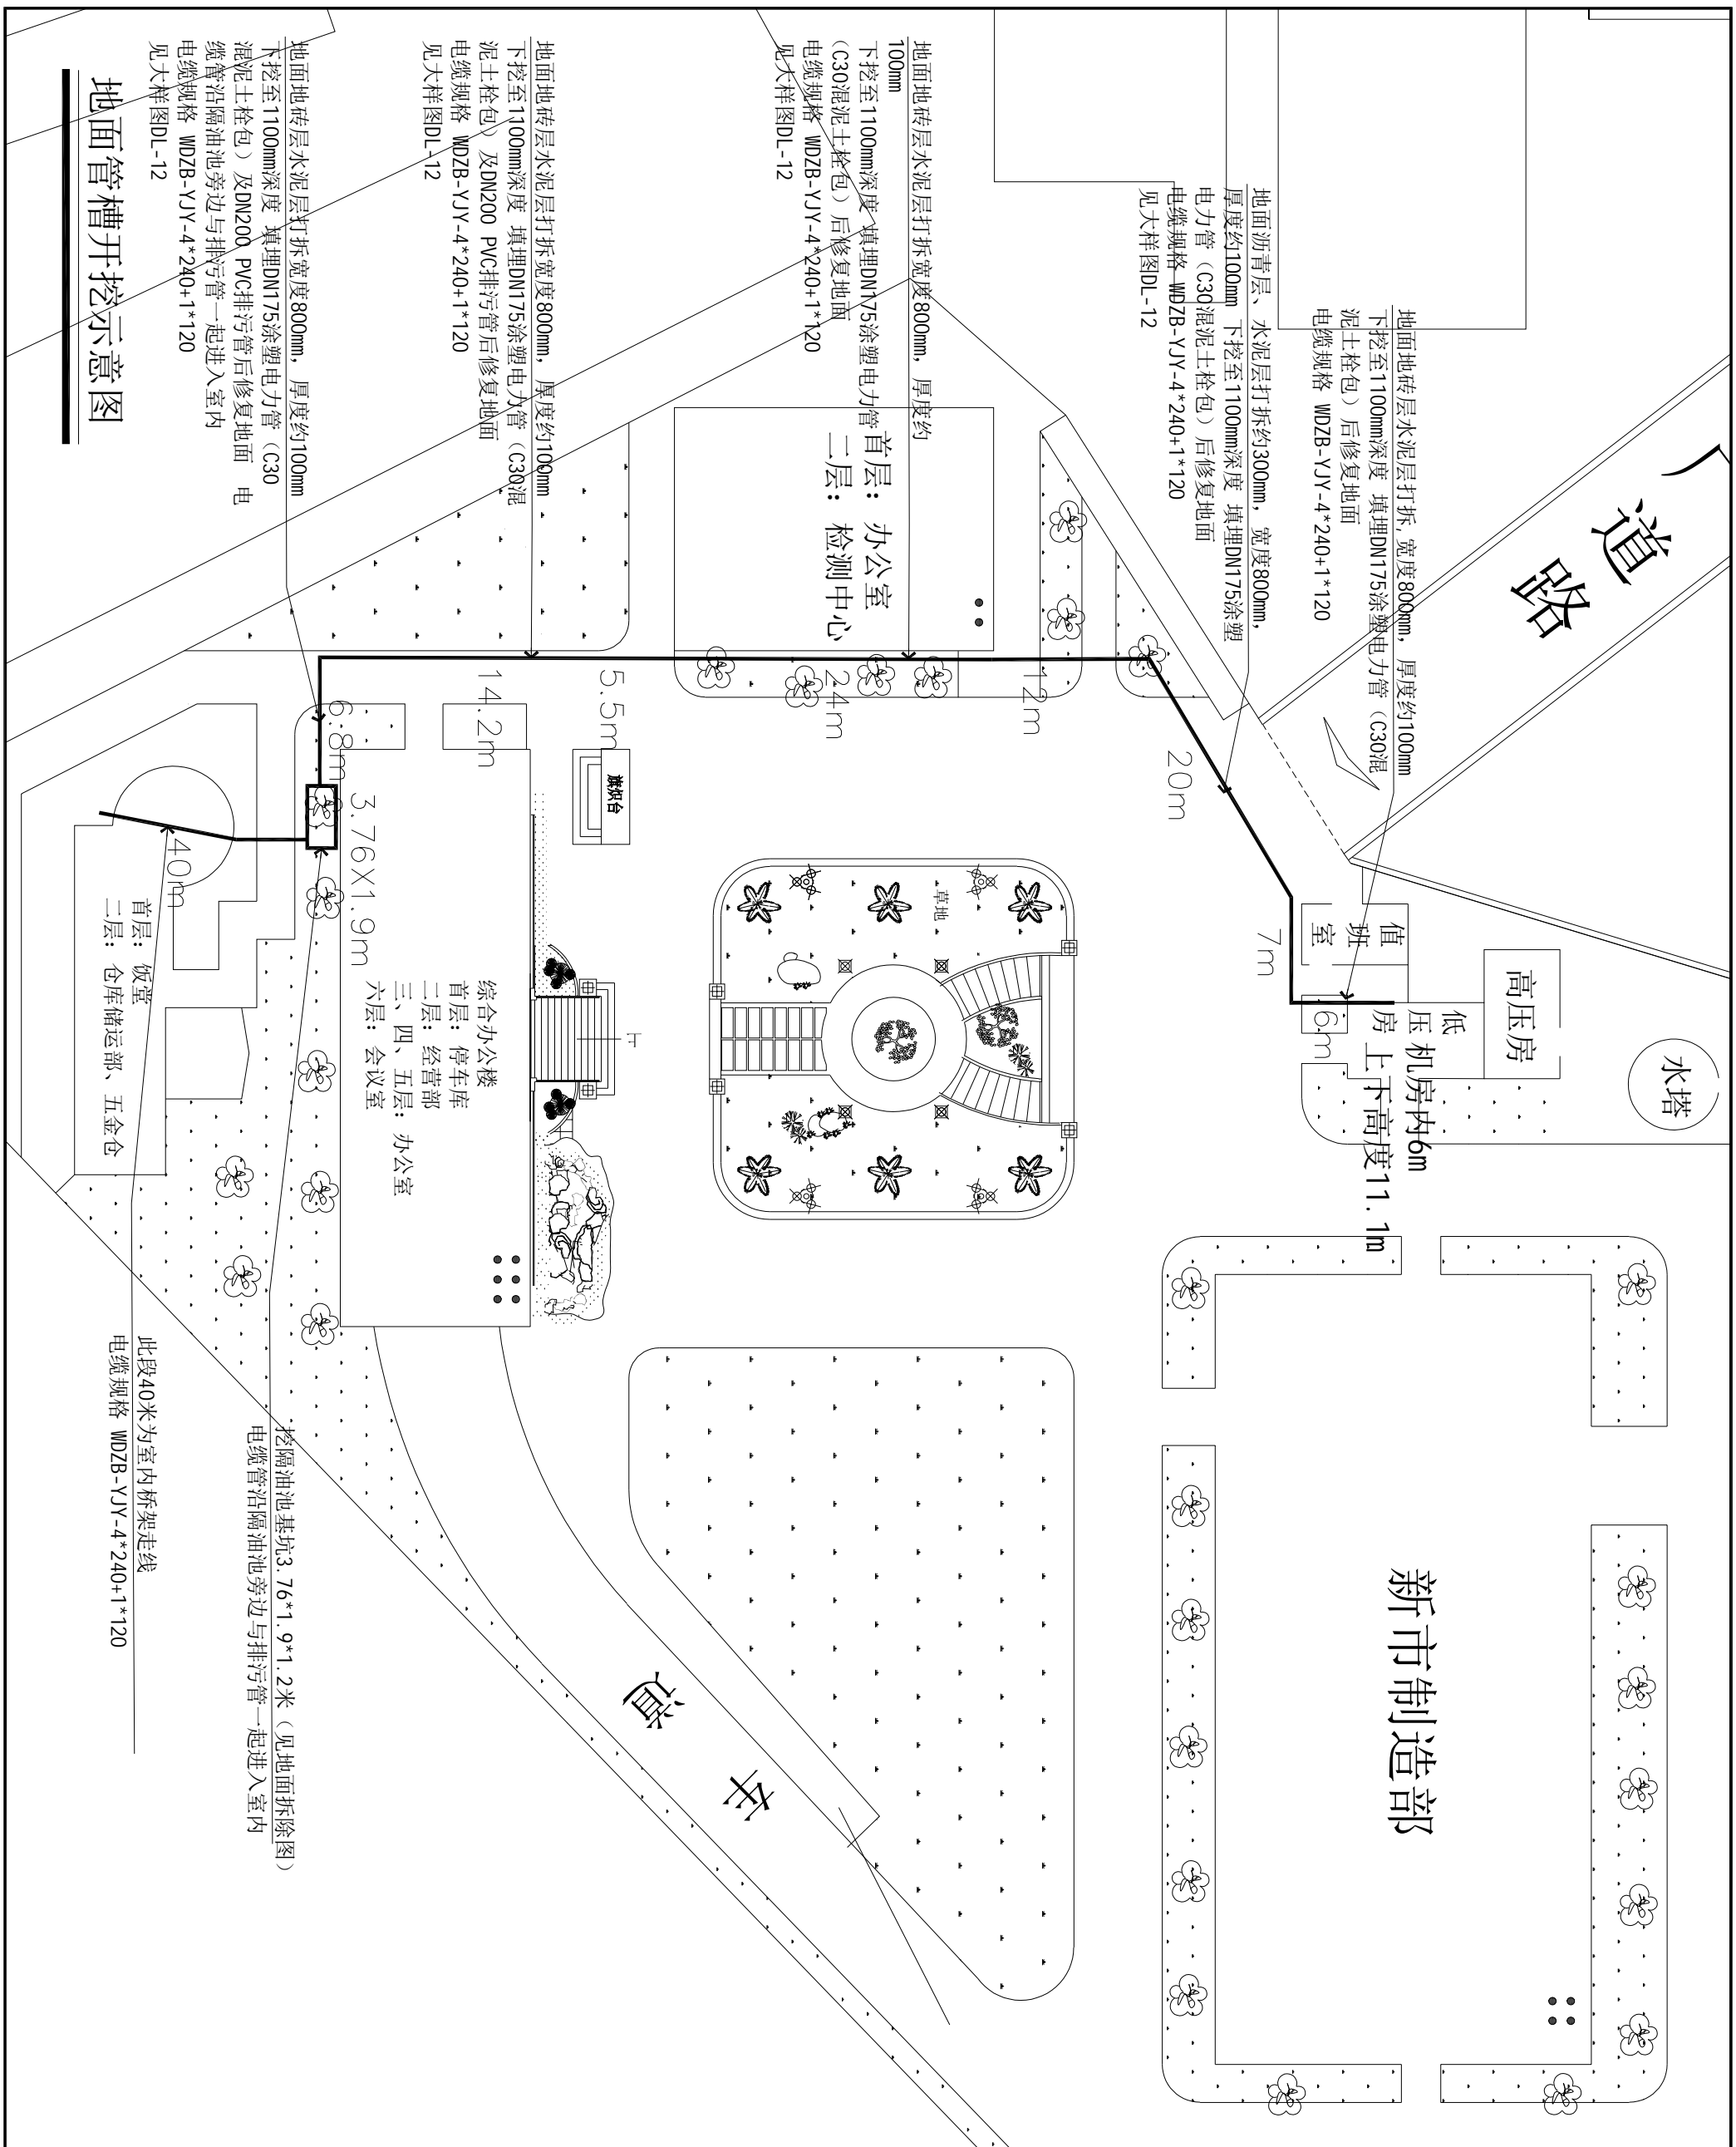 地面地砖层水泥层打拆宽度800mm，厚度约100mm
下挖至1100mm深度 填埋DN175涂塑电力管（C30
混泥土栓包）及DN200 PVC排污管后修复地面 电
缆管沿隔油池旁边与排污管一起进入室内
电缆规格 WDZB-YJY-4*240+1*120
见大样图DL-12
地面管槽开挖示意图
地面地砖层水泥层打拆宽度800mm，厚度约100mm
下挖至1100mm深度 填埋DN175涂塑电力管（C30混
泥土栓包）及DN200 PVC排污管后修复地面
电缆规格 WDZB-YJY-4*240+1*120
见大样图DL-12
地面地砖层水泥层打拆宽度800mm，厚度约
100mm
下挖至1100mm深度 填埋DN175涂塑电力管
（C30混泥土栓包）后修复地面
电缆规格 WDZB-YJY-4*240+1*120
见大样图DL-12
地面沥青层、水泥层打拆约300mm，宽度800mm，
厚度约100mm 下挖至1100mm深度 填埋DN175涂塑
电力管（C30混泥土栓包）后修复地面
电缆规格 WDZB-YJY-4*240+1*120
见大样图DL-12
地面地砖层水泥层打拆,宽度800mm，厚度约100mm
下挖至1100mm深度 填埋DN175涂塑电力管（C30混
泥土栓包）后修复地面
电缆规格 WDZB-YJY-4*240+1*120
厂
道
路
首层：办公室
二层：检测中心
12m
24m
5.5m
14.2m
6.8m
3.76X1.9m
40m
20m
7m
6m
旗炽台
草地
上
值
班
室
高压房
低
压
房
机房内6m
上下高度11.1m
水塔
综合办公楼
首层：停车库
二层：经营部
三、四、五层：办公室
六层：会议室
首层：饭堂
二层：仓库储运部、五金仓
此段40米为室内桥架走线
电缆规格 WDZB-YJY-4*240+1*120
挖隔油池基坑3.76*1.9*1.2米（见地面拆除图）
电缆管沿隔油池旁边与排污管一起进入室内
车
道
新市制造部